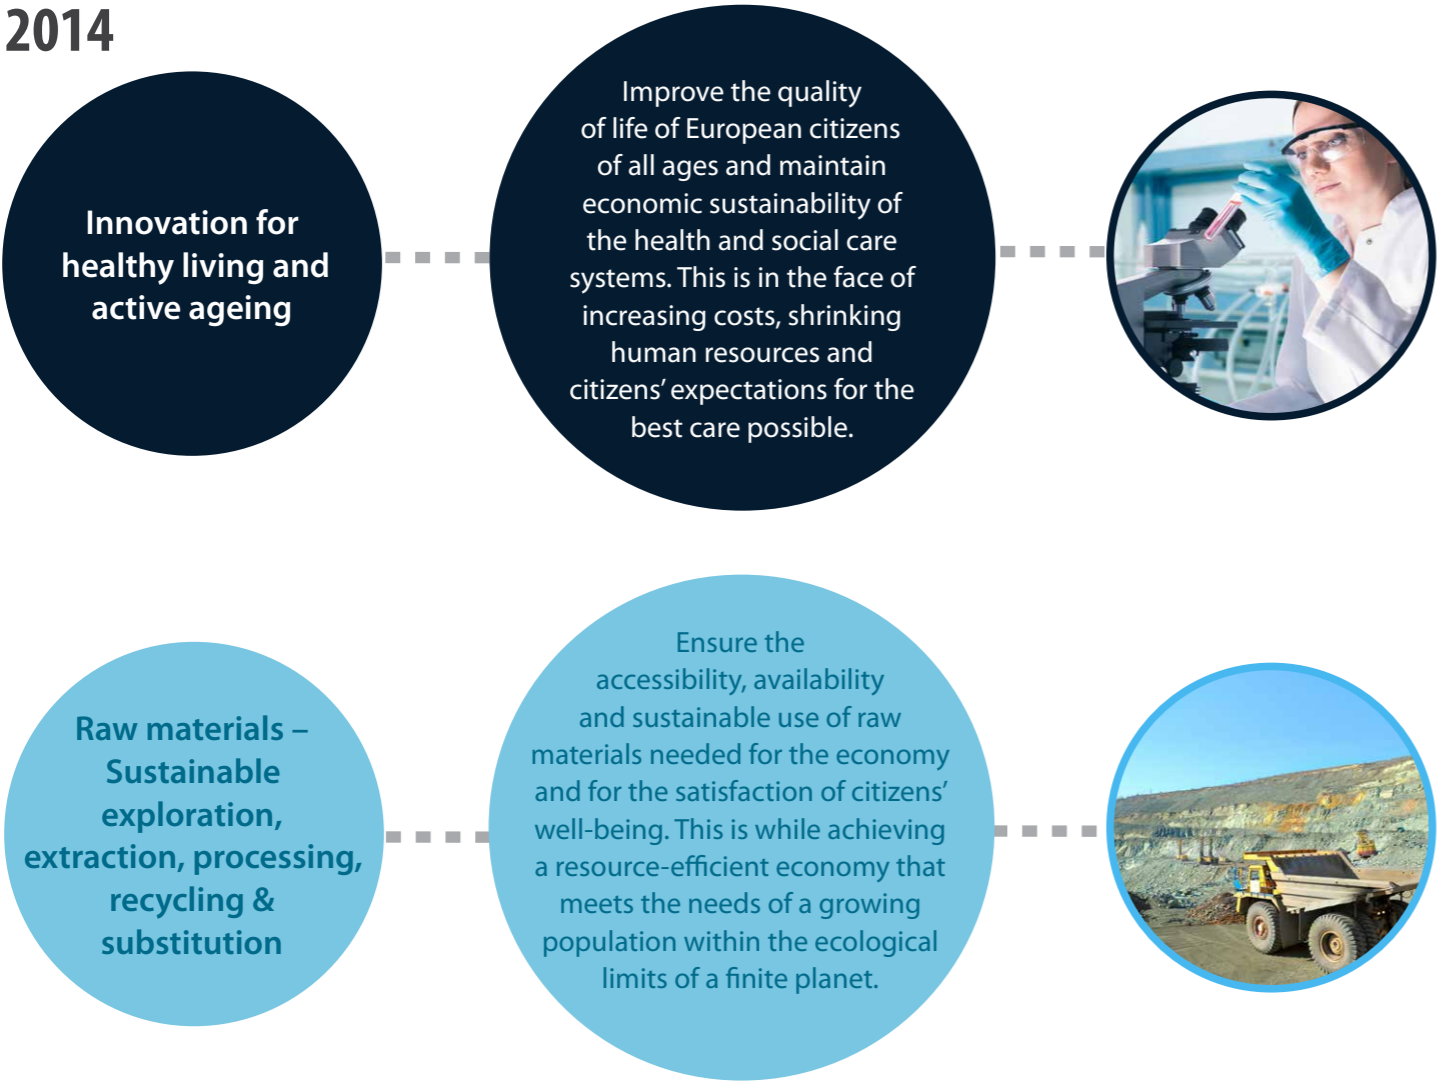 2014
Innovation for
healthy living and
active ageing
Improve the quality
of life of European citizens
of all ages and maintain
economic sustainability of
the health and social care
systems. This is in the face of
increasing costs, shrinking
human resources and
citizens’ expectations for the
best care possible.
Raw materials –
Sustainable
exploration,
extraction, processing,
recycling &
substitution
Ensure the
accessibility, availability
and sustainable use of raw
materials needed for the economy
and for the satisfaction of citizens’
well-being. This is while achieving
a resource-efficient economy that
meets the needs of a growing
population within the ecological
limits of a finite planet.